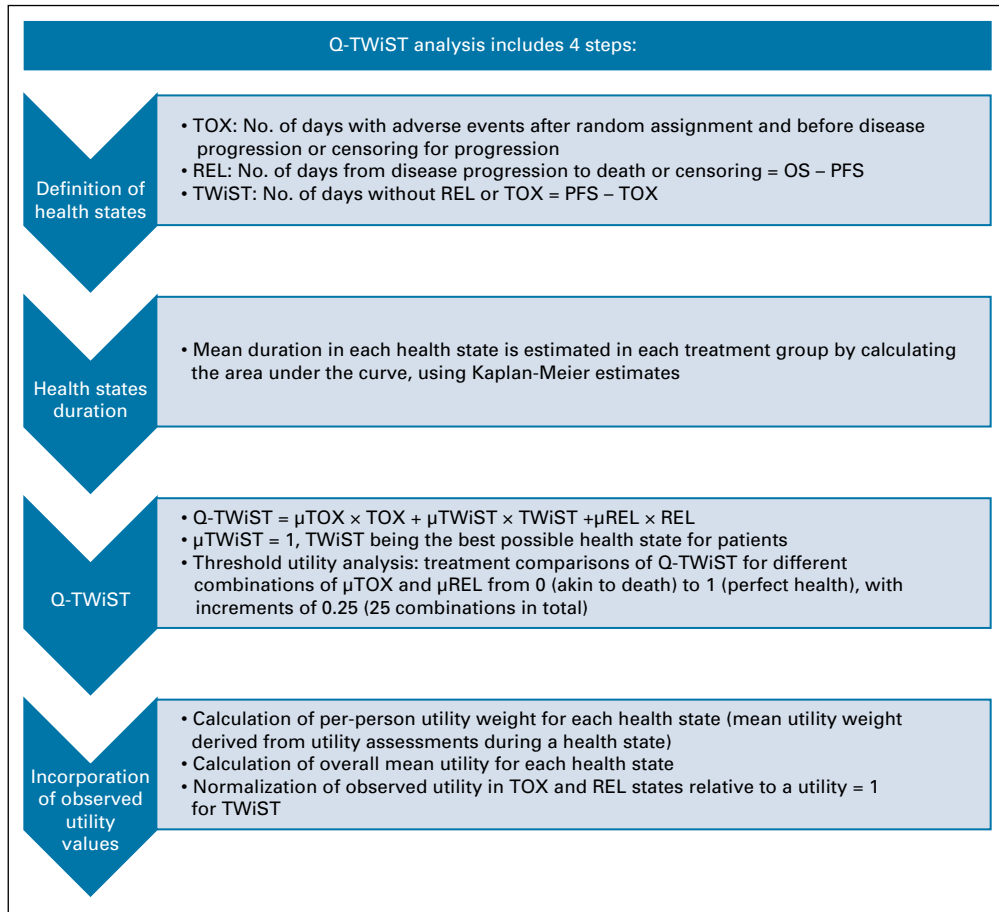 Q-TWiST analysis includes 4 steps:
Definition of
health states
• TOX: No. of days with adverse events after random assignment and before disease
progression or censoring for progression
• REL: No. of days from disease progression to death or censoring = OS – PFS
• TWiST: No. of days without REL or TOX = PFS – TOX
Health states
duration
• Mean duration in each health state is estimated in each treatment group by calculating
the area under the curve, using Kaplan-Meier estimates
Q-TWiST
• Q-TWiST = µTOX × TOX + µTWiST × TWiST +µREL × REL
• µTWiST = 1, TWiST being the best possible health state for patients
• Threshold utility analysis: treatment comparisons of Q-TWiST for different
combinations of µTOX and µREL from 0 (akin to death) to 1 (perfect health), with
increments of 0.25 (25 combinations in total)
Incorporation
of observed
utility
values
• Calculation of per-person utility weight for each health state (mean utility weight
derived from utility assessments during a health state)
• Calculation of overall mean utility for each health state
• Normalization of observed utility in TOX and REL states relative to a utility = 1
for TWiST